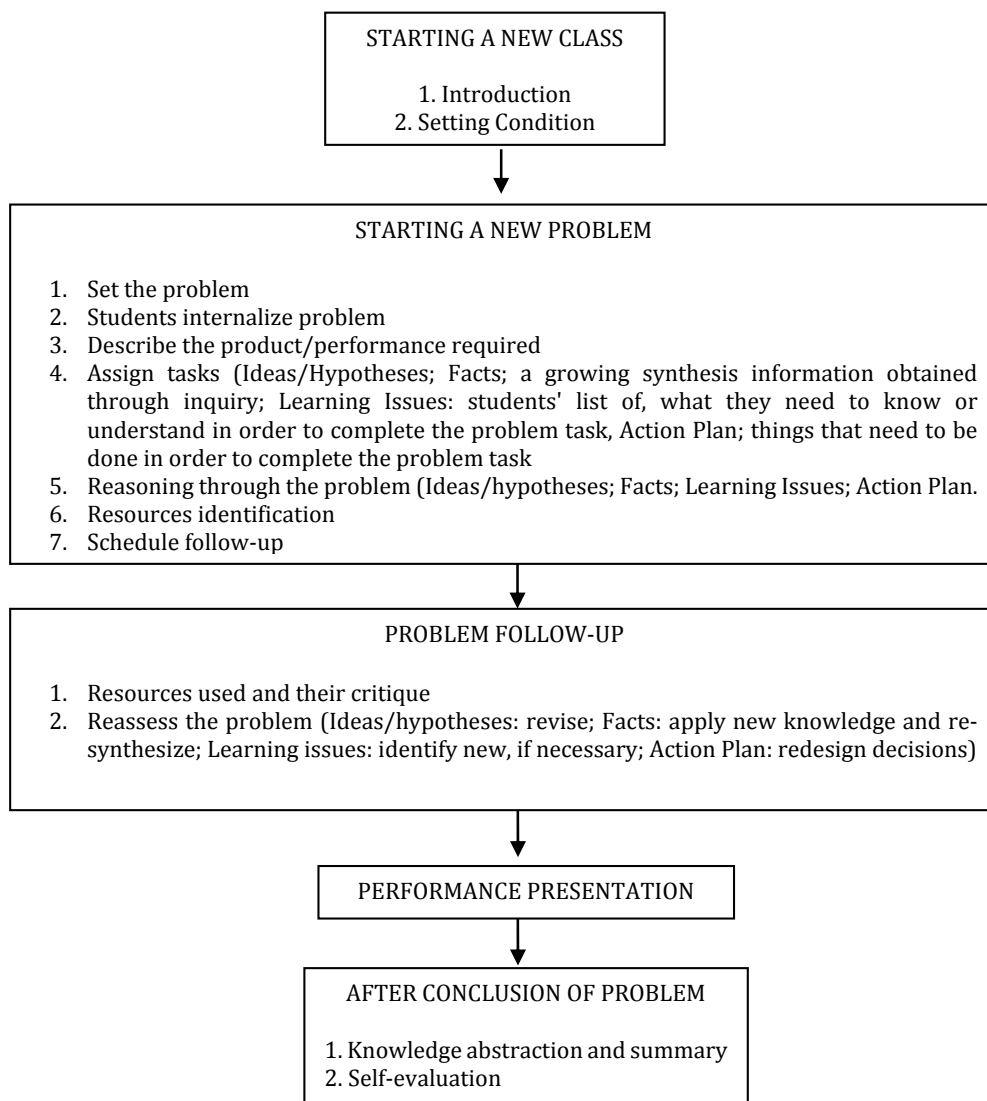 STARTING A NEW CLASS
1. Introduction
2. Setting Condition
STARTING A NEW PROBLEM
1. Set the problem
2. Students internalize problem
3. Describe the product/performance required
4. Assign tasks (Ideas/Hypotheses; Facts; a growing synthesis information obtained
through inquiry; Learning Issues: students' list of, what they need to know or
understand in order to complete the problem task, Action Plan; things that need to be
done in order to complete the problem task
5. Reasoning through the problem (Ideas/hypotheses; Facts; Learning Issues; Action Plan.
6. Resources identification
7. Schedule follow-up
PROBLEM FOLLOW-UP
1. Resources used and their critique
2. Reassess the problem (Ideas/hypotheses: revise; Facts: apply new knowledge and re-
synthesize; Learning issues: identify new, if necessary; Action Plan: redesign decisions)
PERFORMANCE PRESENTATION
AFTER CONCLUSION OF PROBLEM
1. Knowledge abstraction and summary
2. Self-evaluation